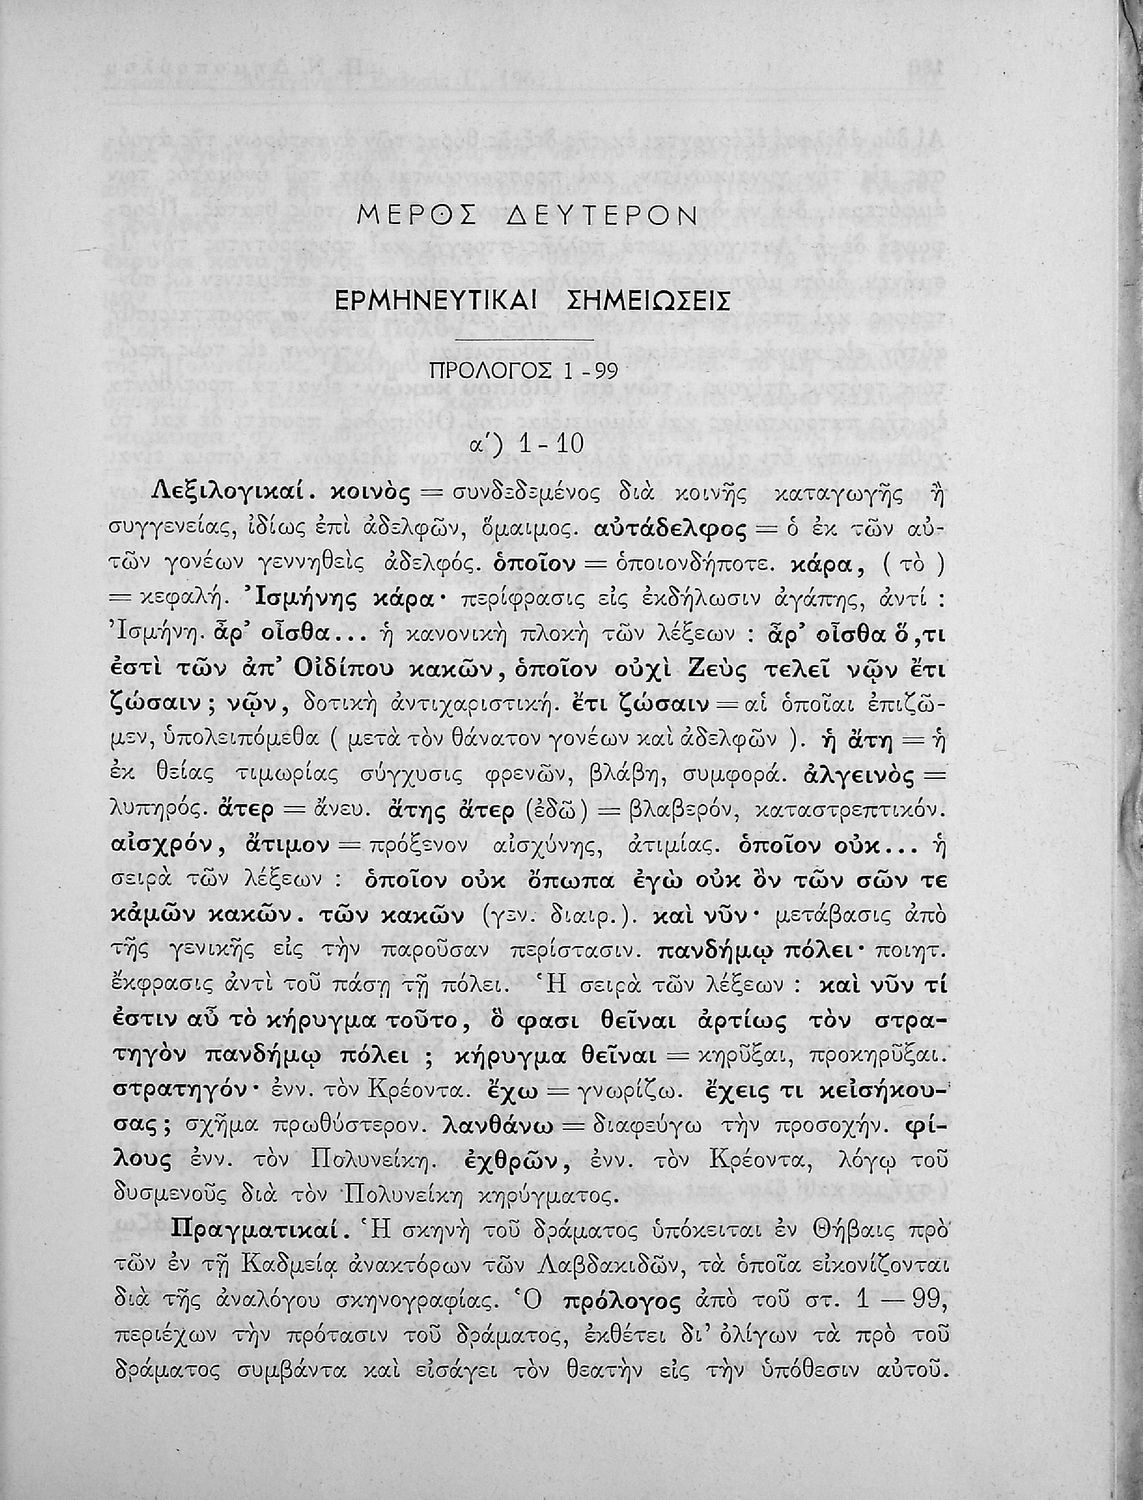 ΜΕΡΟΣ ΔΕΥΤΕΡΟΝ
ΕΡΜΗΝΕΥΤΙΚΑΙ ΣΗΜΕΙΩΣΕΙΣ
ΠΡΟΛΟΓΟΣ 1 - 99
α′) 1 - 10
Λεξιλογικαί. κοινὸς = συνδεδεμένος διὰ κοινῆς καταγωγῆς ἢ
συγγενείας, ἰδίως ἐπὶ ἀδελφῶν, ὅμαιμος. αὐτάδελφος = ὁ ἐκ τῶν αὐ-
τῶν γονέων γεννηθεὶς ἀδελφός. ὁποῖον = ὁποιονδήποτε. κάρα, ( τὸ )
= κεφαλή. Ἰσμήνης κάρα· περίφρασις εἰς ἐκδήλωσιν ἀγάπης, ἀντί :
Ἰσμήνη. ἆρ’ οἶσθα... ἡ κανονικὴ πλοκὴ τῶν λέξεων : ἆρ’ οἶσθα ὅ,τι
ἐστὶ τῶν ἀπ’ Οἰδίπου κακῶν, ὁποῖον οὐχὶ Ζεὺς τελεῖ νῷν ἔτι
ζώσαιν ; νῷν, δοτικὴ ἀντιχαριστική. ἔτι ζώσαιν = αἱ ὁποῖαι ἐπιζῶ-
μεν, ὑπολειπόμεθα ( μετὰ τὸν θάνατον γονέων καὶ ἀδελφῶν ). ἡ ἄτη = ἡ
ἐκ θείας τιμωρίας σύγχυσις φρενῶν, βλάβη, συμφορά. ἀλγεινὸς =
λυπηρός. ἄτερ = ἄνευ. ἄτης ἄτερ (ἐδῶ) = βλαβερόν, καταστρεπτικόν.
αἰσχρόν, ἄτιμον = πρόξενον αἰσχύνης, ἀτιμίας. ὁποῖον οὐκ... ἡ
σειρὰ τῶν λέξεων : ὁποῖον οὐκ ὄπωπα ἐγὼ οὐκ ὂν τῶν σῶν τε
κἀμῶν κακῶν. τῶν κακῶν (γεν. διαιρ.). καὶ νῦν· μετάβασις ἀπὸ
τῆς γενικῆς εἰς τὴν παροῦσαν περίστασιν. πανδήμῳ πόλει· ποιητ.
ἔκφρασις ἀντὶ τοῦ πάσῃ τῇ πόλει. Ἡ σειρὰ τῶν λέξεων : καὶ νῦν τί
ἐστιν αὖ τὸ κήρυγμα τοῦτο, ὃ φασι θεῖναι ἀρτίως τὸν στρα-
τηγὸν πανδήμῳ πόλει ; κήρυγμα θεῖναι = κηρῦξαι, προκηρῦξαι.
στρατηγόν· ἐνν. τὸν Κρέοντα. ἔχω = γνωρίζω. ἔχεις τι κεἰσήκου-
σας ; σχῆμα πρωθύστερον. λανθάνω = διαφεύγω τὴν προσοχήν. φί-
λους ἐνν. τὸν Πολυνείκη. ἐχθρῶν, ἐνν. τὸν Κρέοντα, λόγῳ τοῦ
δυσμενοῦς διὰ τὸν Πολυνείκη κηρύγματος.
Πραγματικαί. Ἡ σκηνὴ τοῦ δράματος ὑπόκειται ἐν Θήβαις πρὸ
τῶν ἐν τῇ Καδμείᾳ ἀνακτόρων τῶν Λαβδακιδῶν, τὰ ὁποῖα εἰκονίζονται
διὰ τῆς ἀναλόγου σκηνογραφίας. Ὁ πρόλογος ἀπὸ τοῦ στ. 1 — 99,
περιέχων τὴν πρότασιν τοῦ δράματος, ἐκθέτει δι’ ὀλίγων τὰ πρὸ τοῦ
δράματος συμβάντα καὶ εἰσάγει τὸν θεατὴν εἰς τὴν ὑπόθεσιν αὐτοῦ.